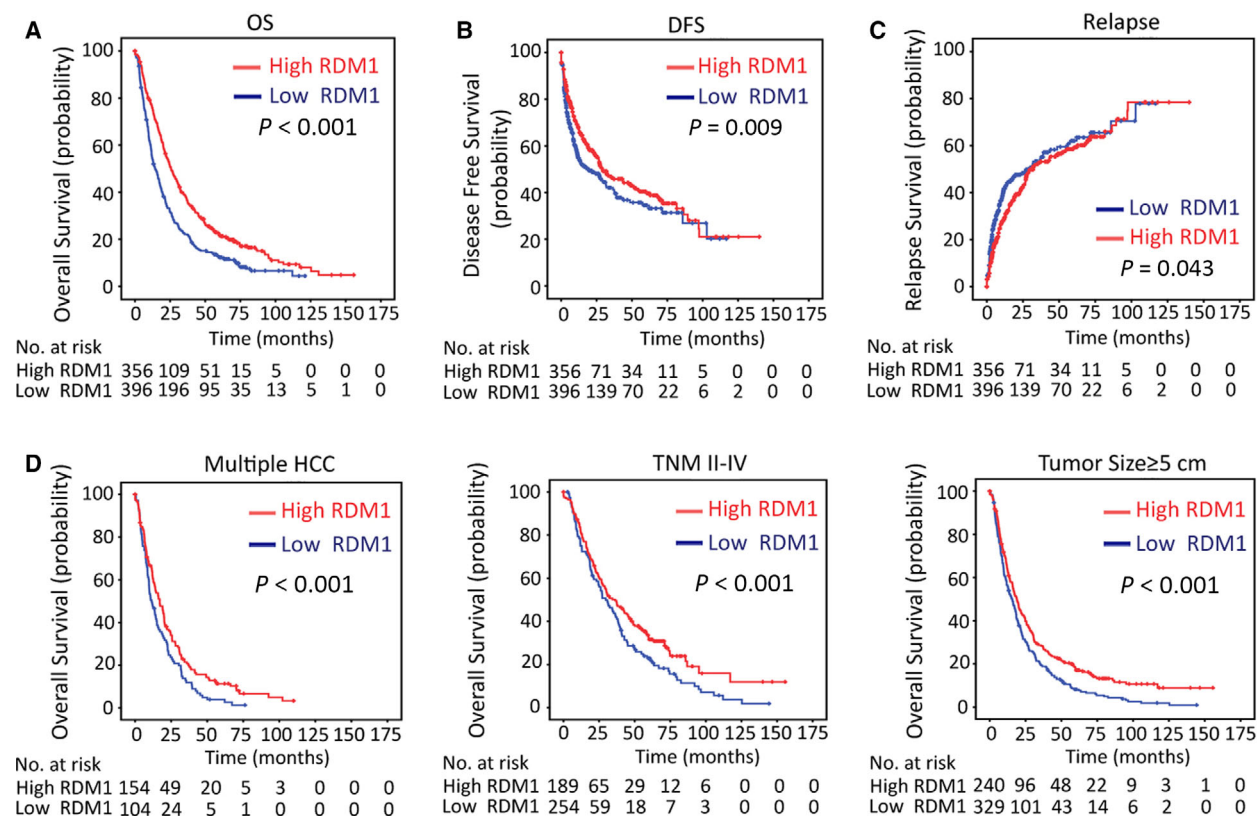 A
OS
Overall Survival (probability)
100
80
60
40
20
0
High RDM1
Low RDM1
P < 0.001
0 25 50 75 100 125 150 175
Time (months)
No. at risk
High RDM1 356 109 51 15 5 0 0 0
Low RDM1 396 196 95 35 13 5 1 0
B
DFS
Disease Free Survival
(probability)
100
80
60
40
20
0
High RDM1
Low RDM1
P = 0.009
0 25 50 75 100 125 150 175
Time (months)
No. at risk
High RDM1 356 71 34 11 5 0 0 0
Low RDM1 396 139 70 22 6 2 0 0
C
Relapse
Relapse Survival (probability)
100
80
60
40
20
0
Low RDM1
High RDM1
P = 0.043
0 25 50 75 100 125 150 175
Time (months)
No. at risk
High RDM1 356 71 34 11 5 0 0 0
Low RDM1 396 139 70 22 6 2 0 0
D
Multiple HCC
Overall Survival (probability)
100
80
60
40
20
0
High RDM1
Low RDM1
P < 0.001
0 25 50 75 100 125 150 175
Time (months)
No. at risk
High RDM1 154 49 20 5 3 0 0 0
Low RDM1 104 24 5 1 0 0 0 0
TNM II-IV
Overall Survival (probability)
100
80
60
40
20
0
High RDM1
Low RDM1
P < 0.001
0 25 50 75 100 125 150 175
Time (months)
No. at risk
High RDM1 189 65 29 12 6 0 0 0
Low RDM1 254 59 18 7 3 0 0 0
Tumor Size≥5 cm
Overall Survival (probability)
100
80
60
40
20
0
High RDM1
Low RDM1
P < 0.001
0 25 50 75 100 125 150 175
Time (months)
No. at risk
High RDM1 240 96 48 22 9 3 1 0
Low RDM1 329 101 43 14 6 2 0 0